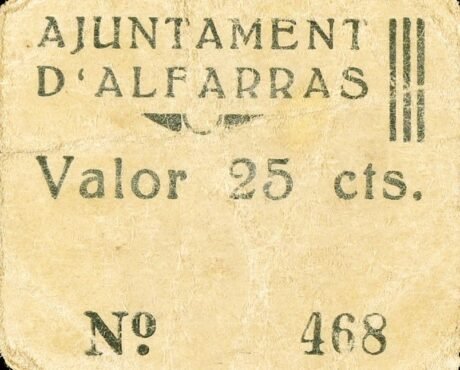 AJUNTAMENT
D'ALFARRAS
Valor 25 cts.
Nº 468